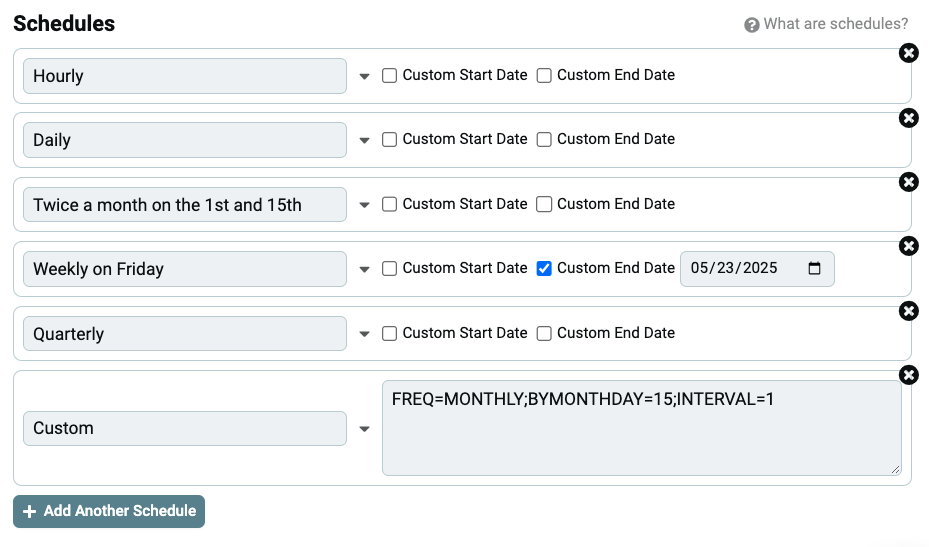 Schedules
What are schedules?
Hourly Custom Start Date Custom End Date
Daily Custom Start Date Custom End Date
Twice a month on the 1st and 15th Custom Start Date Custom End Date
Weekly on Friday Custom Start Date Custom End Date 05/23/2025
Quarterly Custom Start Date Custom End Date
FREQ=MONTHLY;BYMONTHDAY=15;INTERVAL=1
Custom
+ Add Another Schedule